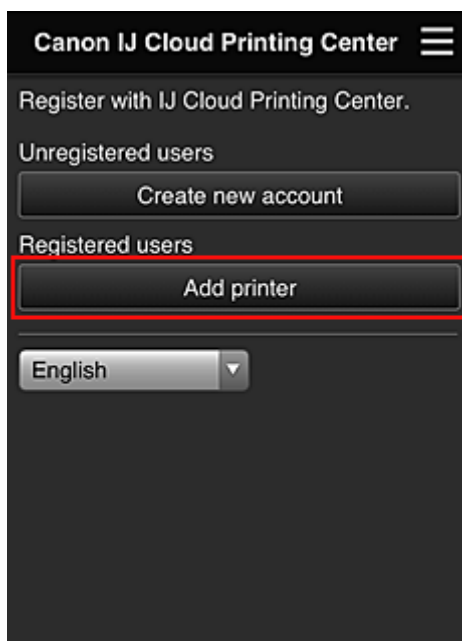 Canon IJ Cloud Printing Center
Register with IJ Cloud Printing Center.
Unregistered users
Create new account
Registered users
Add printer
English